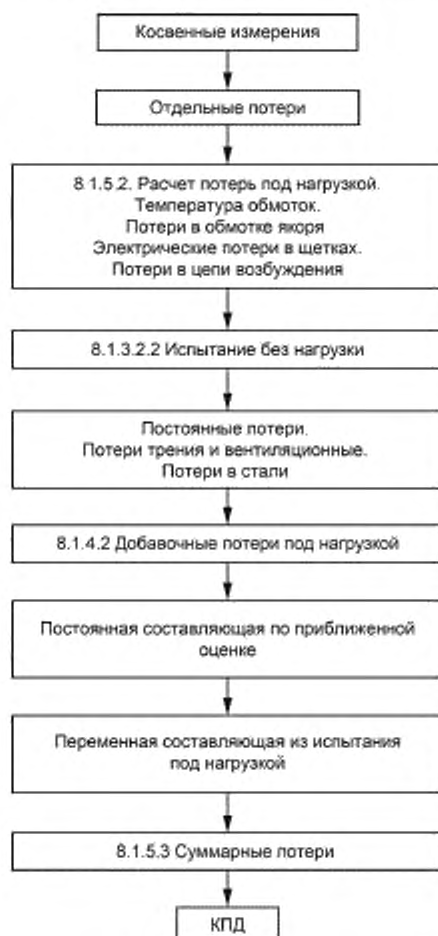 Косвенные измерения
Отдельные потери
8.1.5.2. Расчет потерь под нагрузкой.
Температура обмоток.
Потери в обмотке якоря
Электрические потери в щетках.
Потери в цепи возбуждения
8.1.3.2.2 Испытание без нагрузки
Постоянные потери.
Потери трения и вентиляционные.
Потери в стали
8.1.4.2 Добавочные потери под нагрузкой
Постоянная составляющая по приближенной
оценке
Переменная составляющая из испытания
под нагрузкой
8.1.5.3 Суммарные потери
КПД